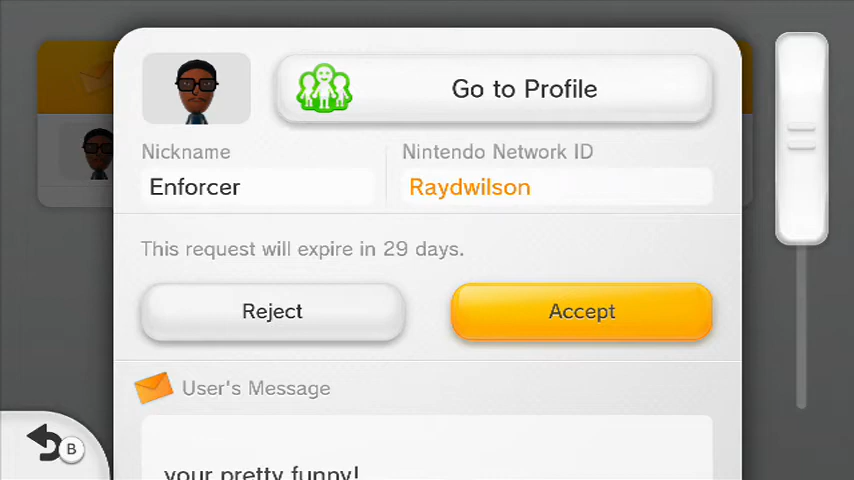 Go to Profile
Nickname
Nintendo Network ID
Enforcer
Raydwilson
This request will expire in 29 days.
Reject
Accept
User's Message
your pretty funny!
B